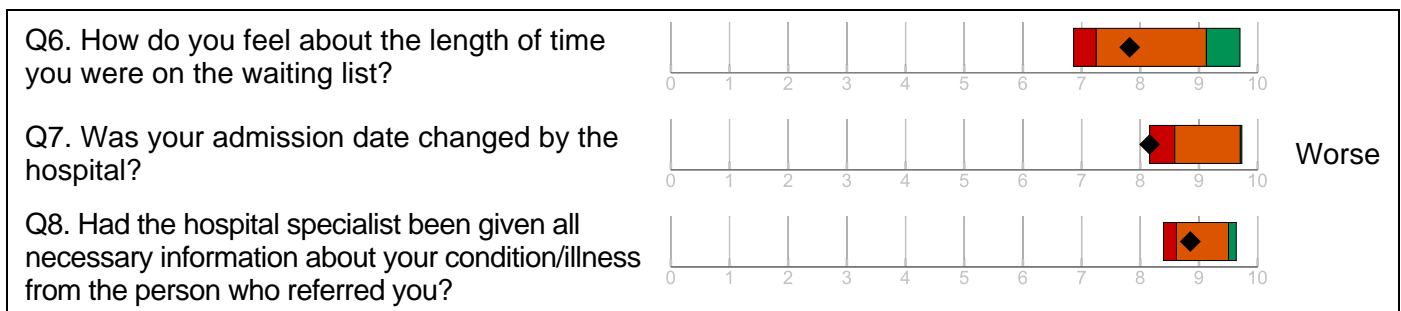 Q6. How do you feel about the length of time
you were on the waiting list?
0 1 2 3 4 5 6 7 8 9 10
Q7. Was your admission date changed by the
hospital?
0 1 2 3 4 5 6 7 8 9 10
Worse
Q8. Had the hospital specialist been given all
necessary information about your condition/illness
from the person who referred you?
0 1 2 3 4 5 6 7 8 9 10